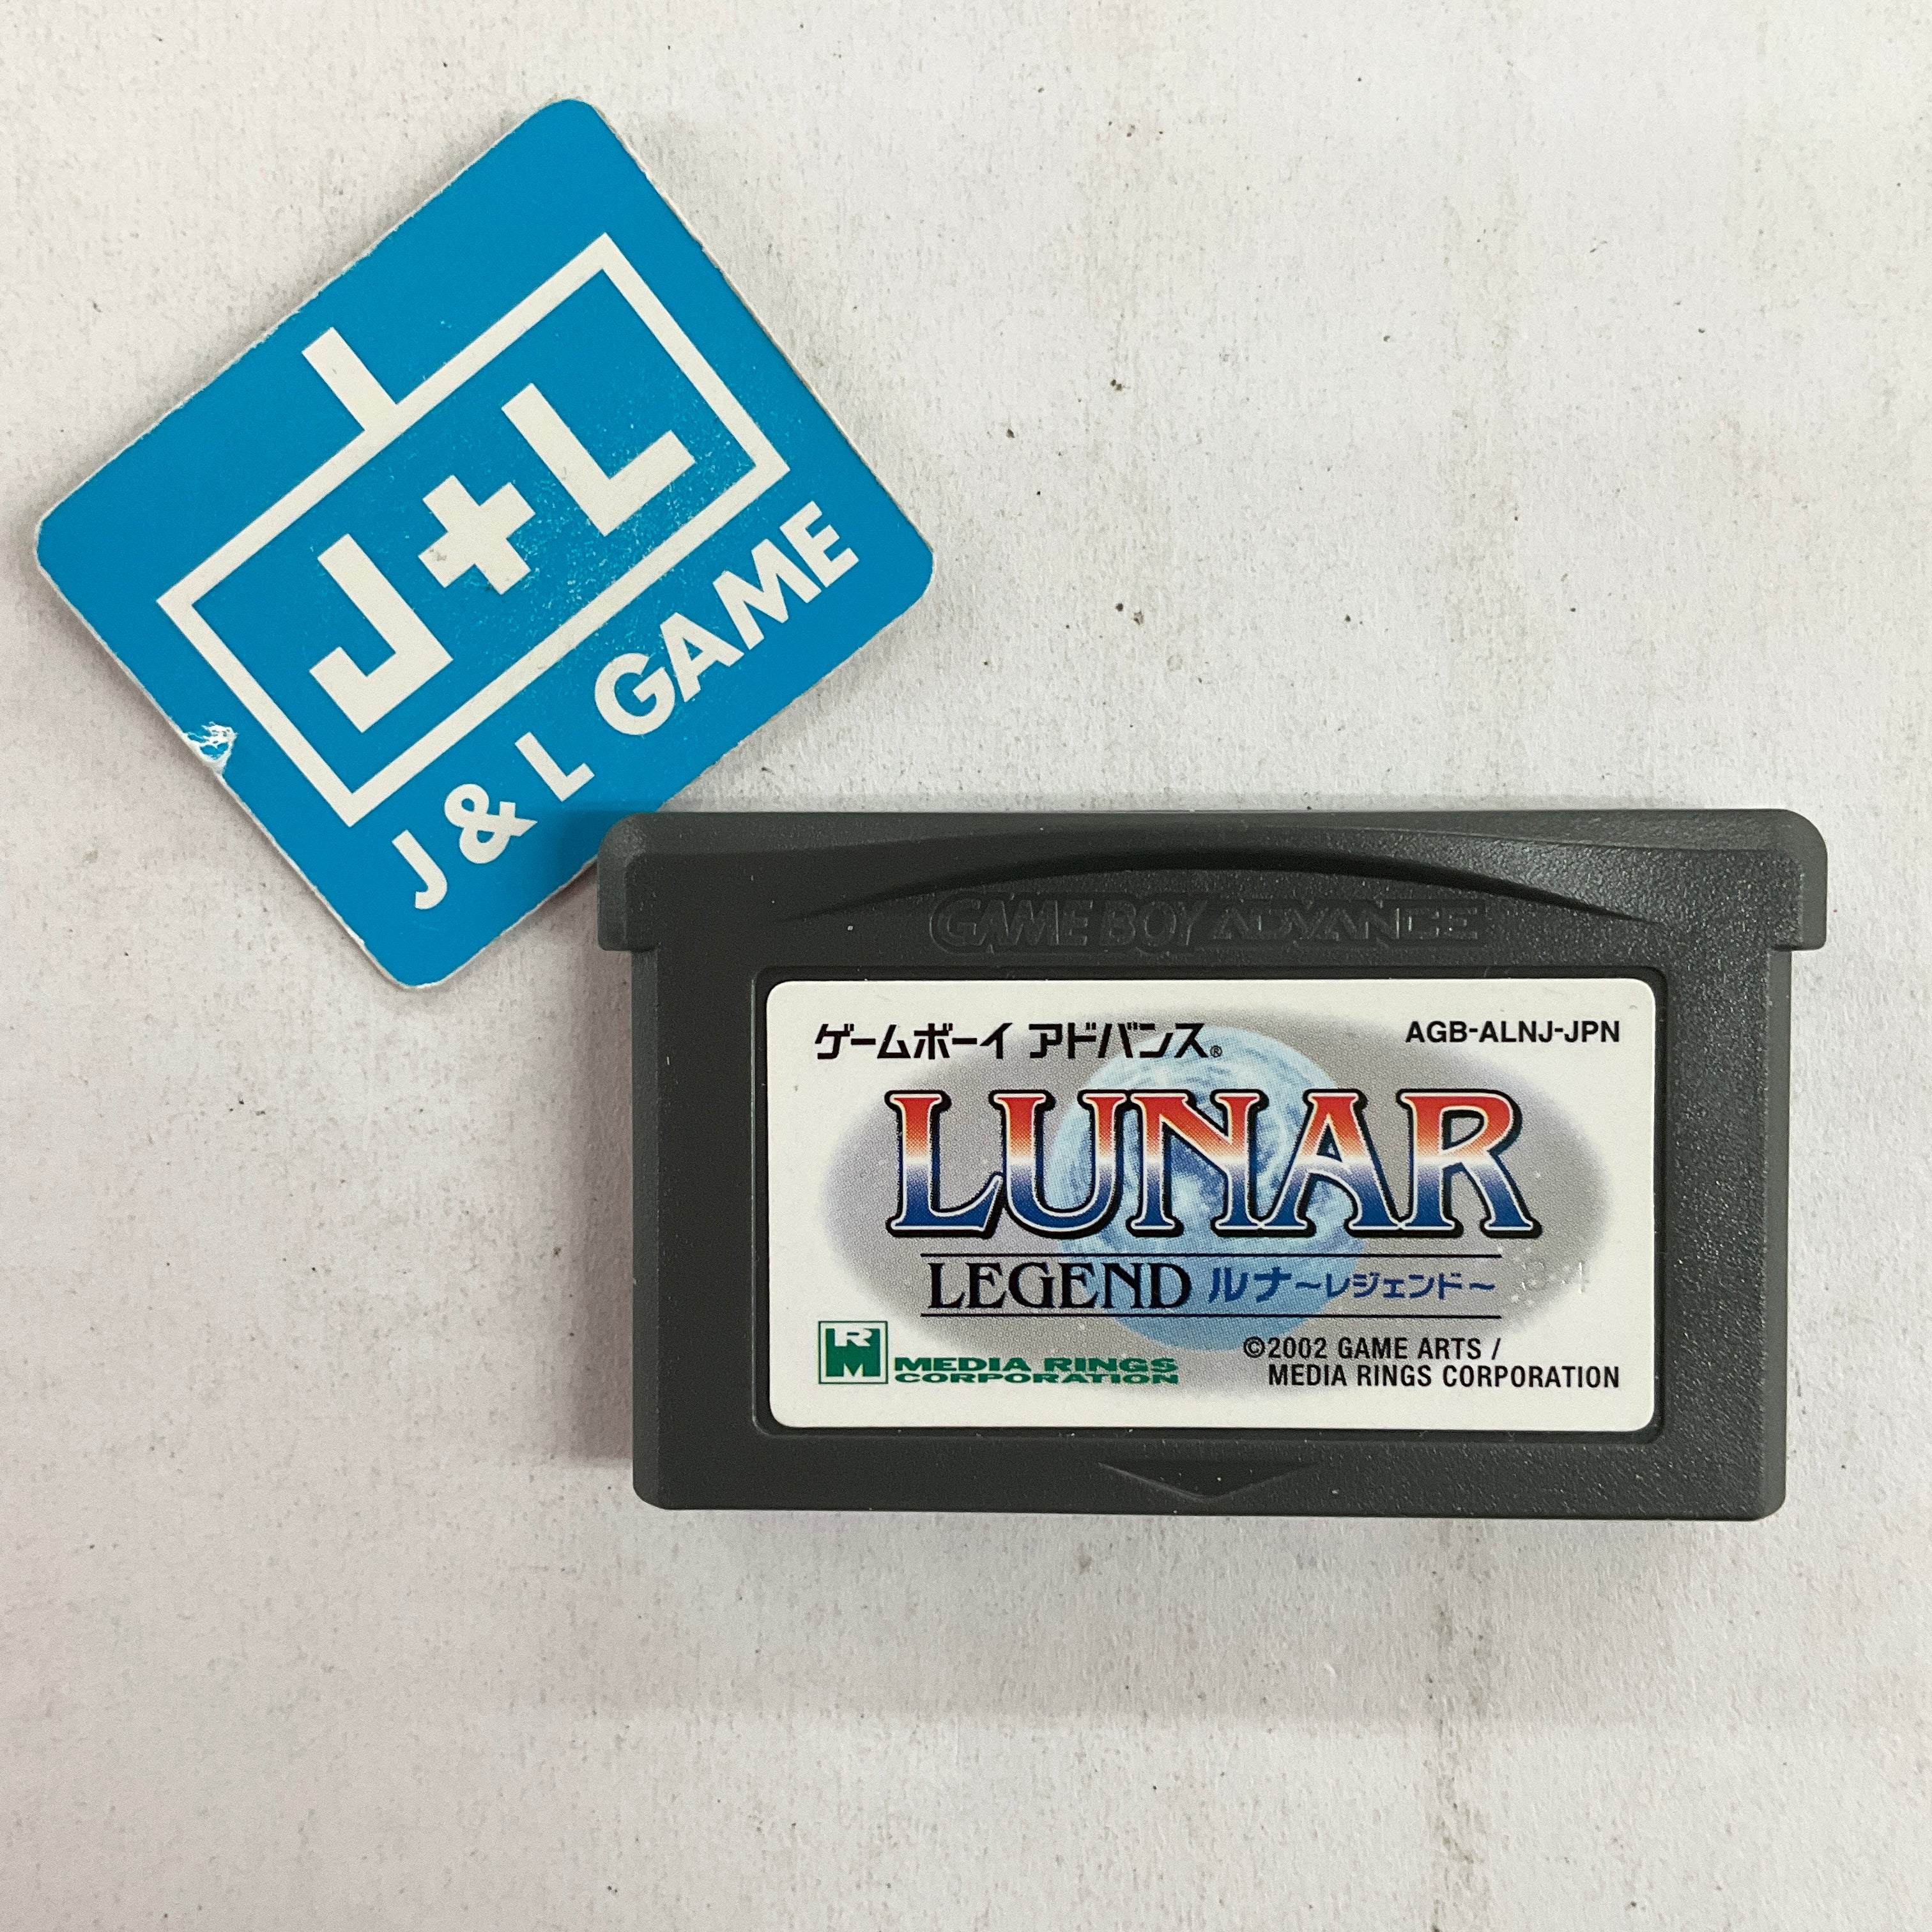 J+L
J & L GAME
GAME BOY ADVANCE
ゲームボーイ アドバンス®
AGB-ALNJ-JPN
LUNAR
LEGEND ルナ～レジェンド～
RM
MEDIA RINGS
CORPORATION
©2002 GAME ARTS /
MEDIA RINGS CORPORATION